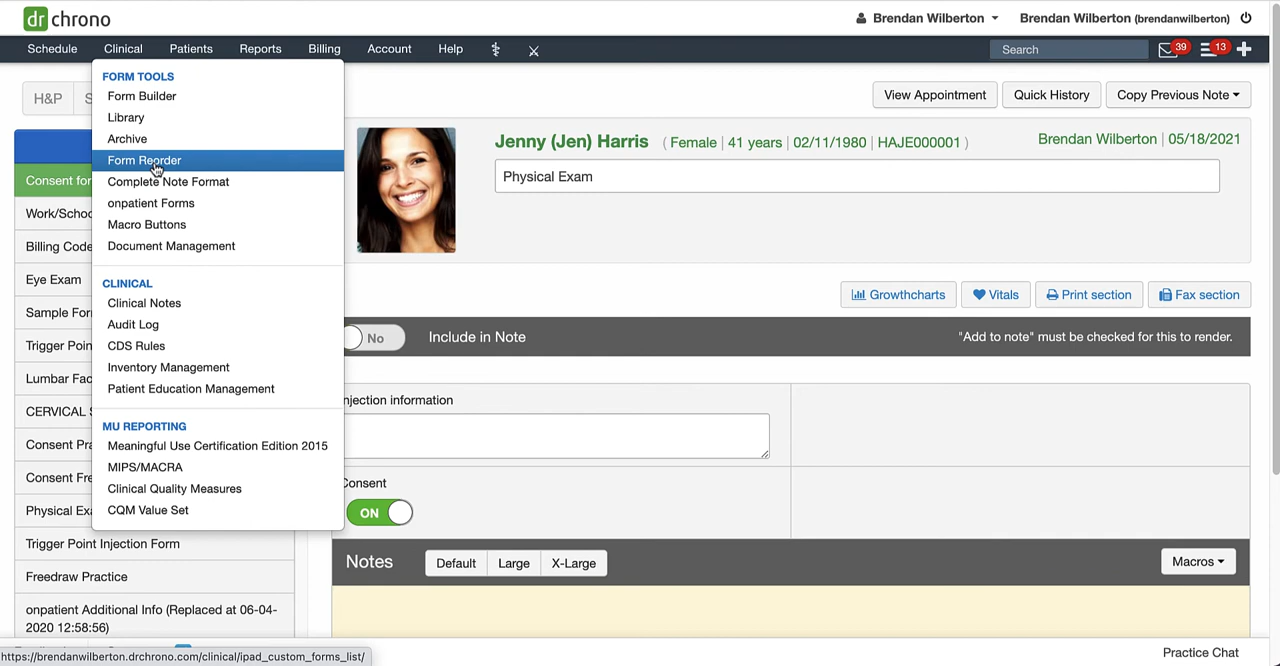 dr chrono
Brendan Wilberton
Brendan Wilberton (brendanwilberton)
Schedule
Clinical
Patients
Reports
Billing
Account
Help
Search
39
13
FORM TOOLS
Form Builder
Library
Archive
Form Reorder
Complete Note Format
onpatient Forms
Macro Buttons
Document Management
CLINICAL
Clinical Notes
Audit Log
CDS Rules
Inventory Management
Patient Education Management
MU REPORTING
Meaningful Use Certification Edition 2015
MIPS/MACRA
Clinical Quality Measures
CQM Value Set
H&P
S
View Appointment
Quick History
Copy Previous Note
Consent for
Work/Schoo
Billing Code
Eye Exam
Sample For
Trigger Poin
Lumbar Fac
CERVICAL S
Consent Pra
Consent Fre
Physical Exa
Trigger Point Injection Form
Freedraw Practice
onpatient Additional Info (Replaced at 06-04-
2020 12:58:56)
Jenny (Jen) Harris ( Female | 41 years | 02/11/1980 | HAJE000001 )
Brendan Wilberton | 05/18/2021
Physical Exam
Growthcharts
Vitals
Print section
Fax section
No
Include in Note
"Add to note" must be checked for this to render.
njection information
Consent
ON
Notes
Default
Large
X-Large
Macros
https://brendanwilberton.drchrono.com/clinical/ipad_custom_forms_list/
Practice Chat